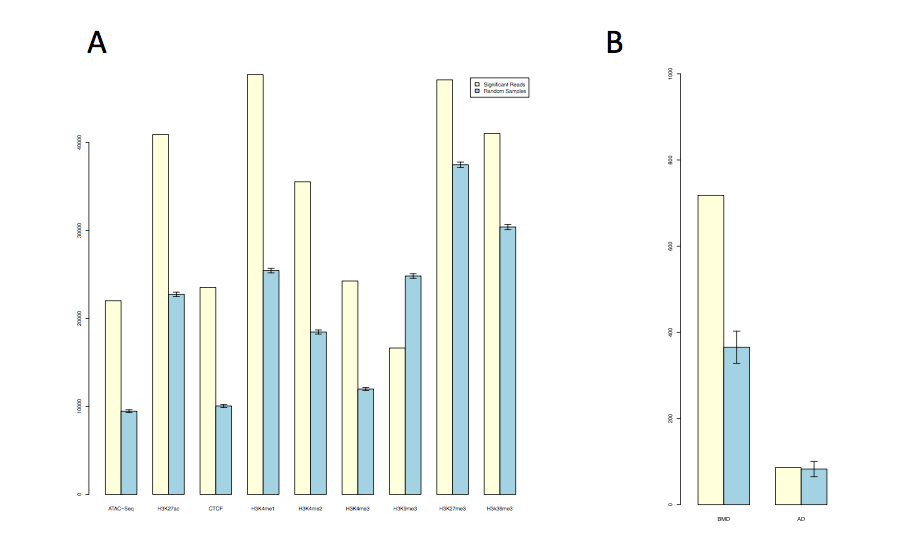 A
B
Significant Reads
Random Samples
40000
30000
20000
10000
0
ATAC-Seq H3K27ac CTCF H3K4me1 H3K4me2 H3K4me3 H3K9me3 H3K27me3 H3k36me3
1000
800
600
400
200
0
BMD AD